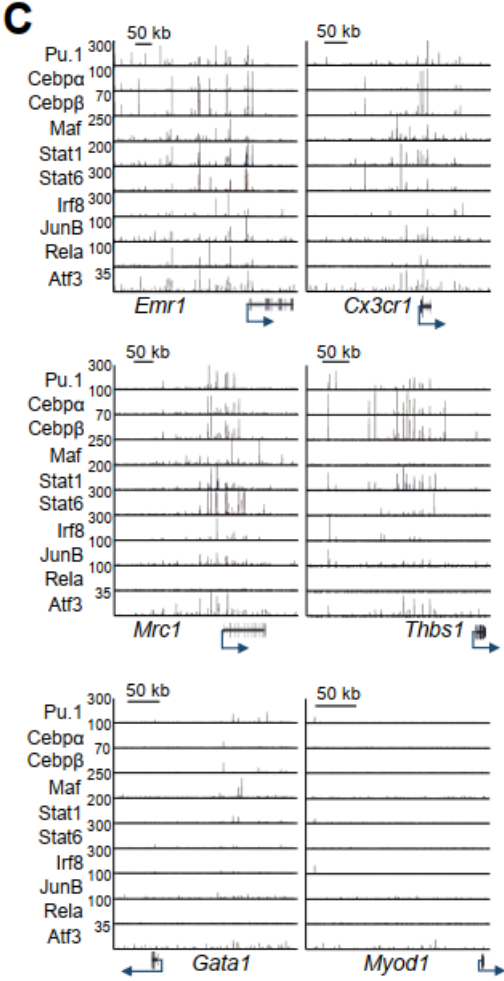 C
50 kb 50 kb
Pu.1 300
Cebpα 100
Cebpβ 70
Maf 250
Stat1 200
Stat6 300
Irf8 300
JunB 100
Rela 100
Atf3 35
Emr1 Cx3cr1
50 kb 50 kb
300
Pu.1 100
Cebpα 70
Cebpβ 250
Maf 200
Stat1 300
Stat6 300
Irf8 100
JunB 100
Rela 35
Atf3
Mrc1 Thbs1
50 kb 50 kb
300
Pu.1 100
Cebpα 70
Cebpβ 250
Maf 200
Stat1 300
Stat6 300
Irf8 100
JunB 100
Rela 35
Atf3
Gata1 Myod1